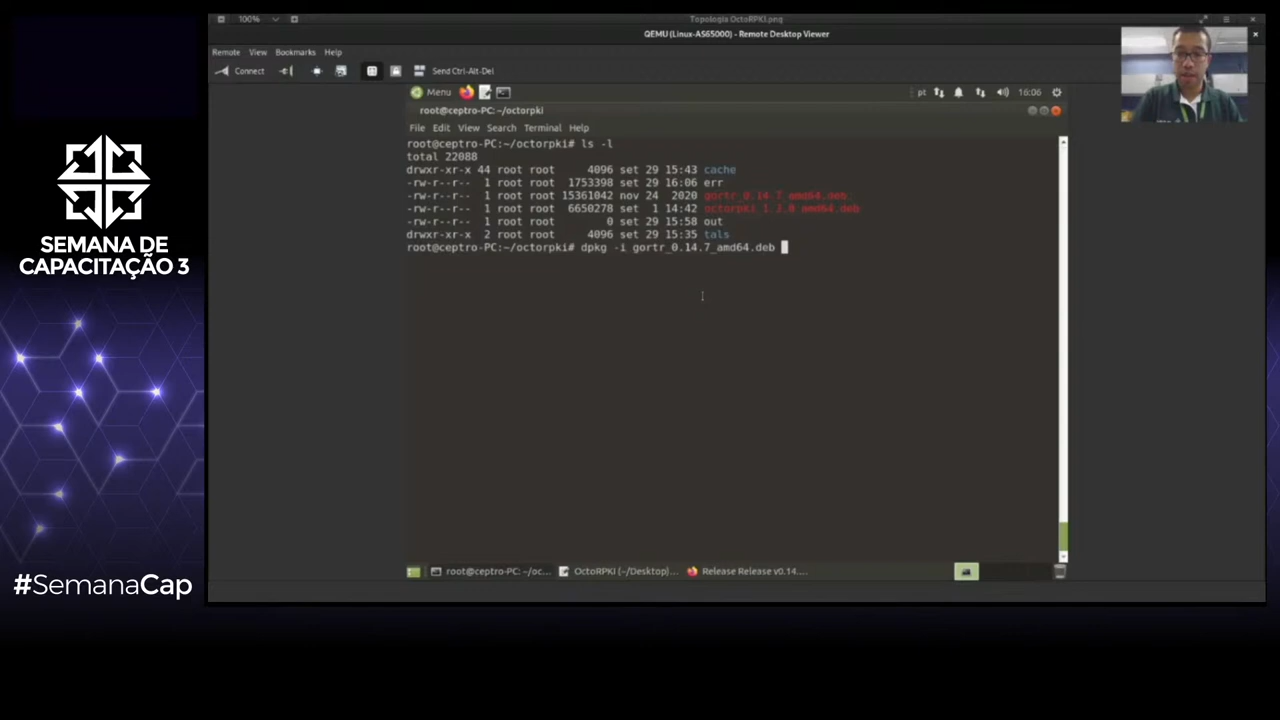 100%
Topologia OctoRPKI.png
QEMU (Linux-AS65000) - Remote Desktop Viewer
Remote View Bookmarks Help
Connect
Send Ctrl-Alt-Del
Menu
pt
16:06
root@ceptro-PC: ~/octorpki
File Edit View Search Terminal Help
root@ceptro-PC:~/octorpki# ls -l
total 22088
drwxr-xr-x 44 root root 4096 set 29 15:43 cache
-rw-r--r-- 1 root root 1753398 set 29 16:06 err
-rw-r--r-- 1 root root 15361042 nov 24 2020 gortr_0.14.7_amd64.deb
-rw-r--r-- 1 root root 6650278 set 1 14:42 octorpki_1.3.0_amd64.deb
-rw-r--r-- 1 root root 0 set 29 15:58 out
drwxr-xr-x 2 root root 4096 set 29 15:35 tals
root@ceptro-PC:~/octorpki# dpkg -i gortr_0.14.7_amd64.deb
root@ceptro-PC: ~/oc...
OctoRPKI (~/Desktop)...
Release Release v0.14....
SEMANA DE
CAPACITAÇÃO 3
#SemanaCap